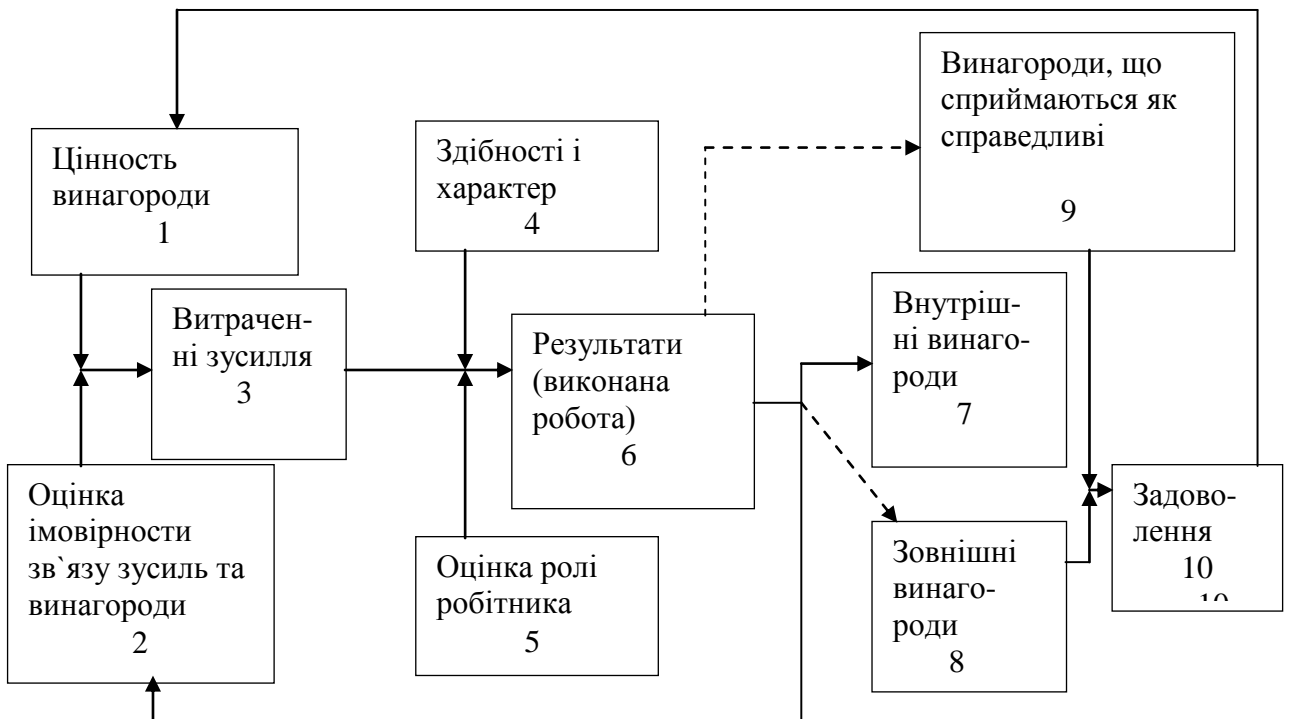 Цінность
винагороди
1
Здібності і
характер
4
Винагороди, що
сприймаються як
справедливі
9
Витрачен-
ні зусилля
3
Результати
(виконана
робота)
6
Внутріш-
ні винаго-
роди
7
Оцінка
імовірности
зв`язу зусиль та
винагороди
2
Оцінка ролі
робітника
5
Зовнішні
винаго-
роди
8
Задово-
лення
10
10